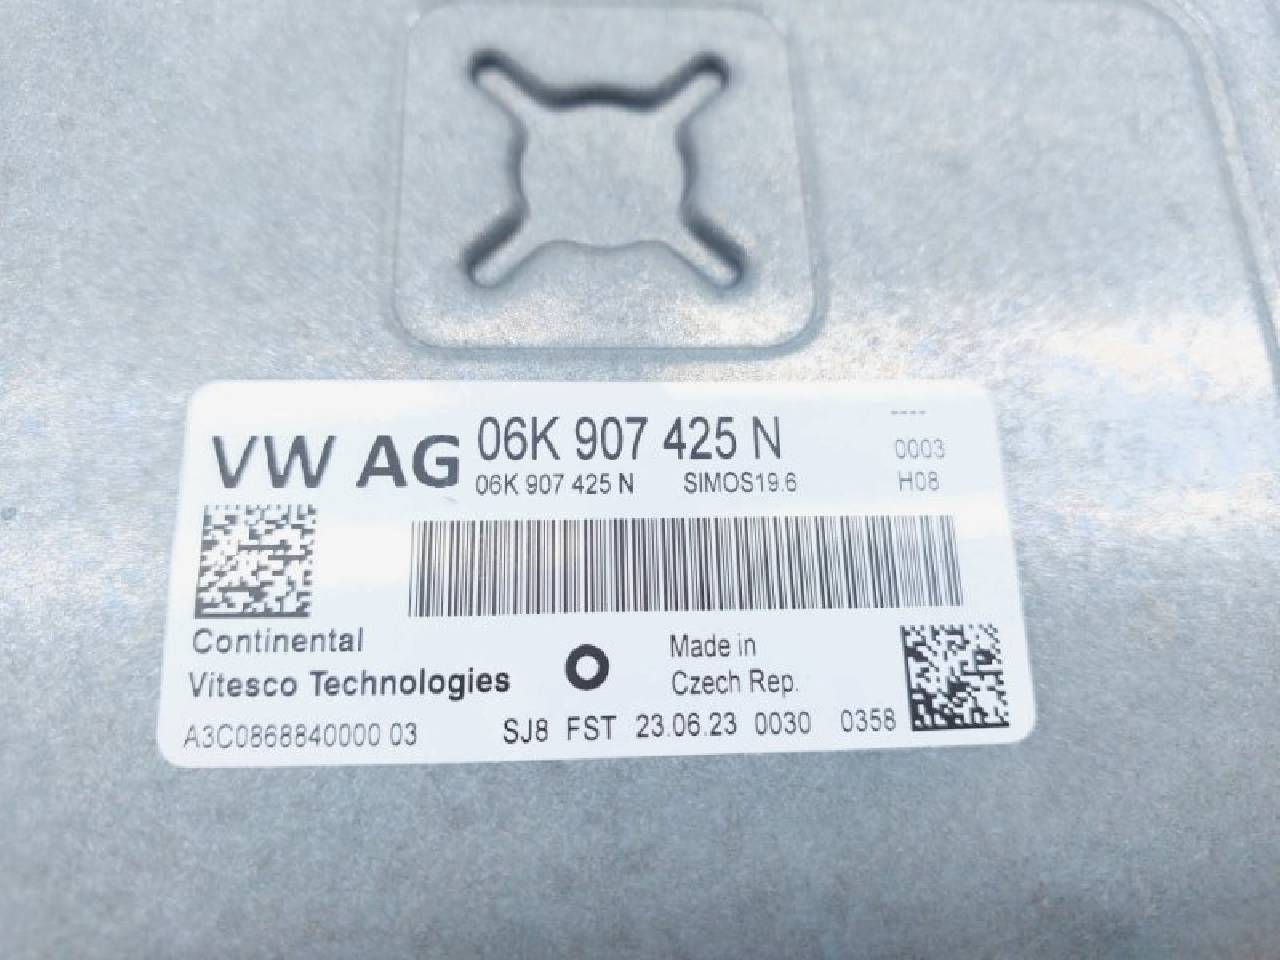 VW AG 06K 907 425 N ----
0003
06K 907 425 N SIMOS19.6 H08
Continental
Vitesco Technologies
Made in
Czech Rep.
A3C0868840000 03 SJ8 FST 23.06.23 0030 0358